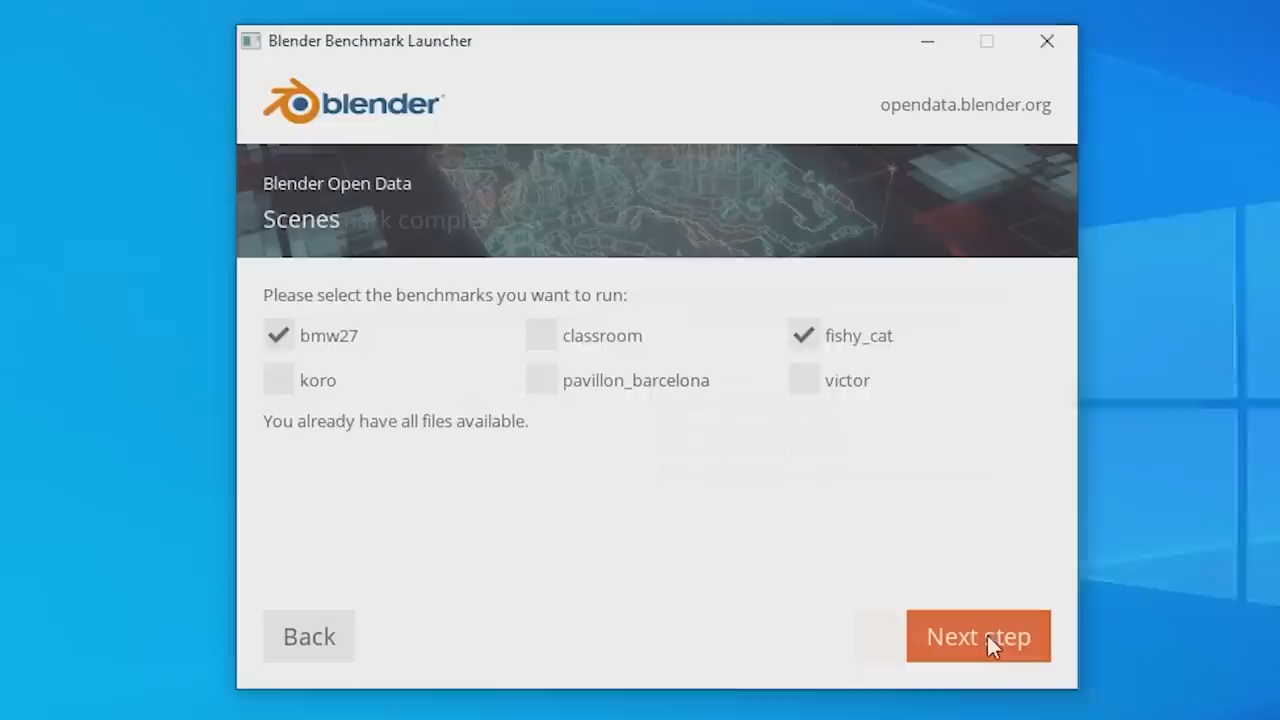 Blender Benchmark Launcher
blender
opendata.blender.org
Blender Open Data
Scenes
Please select the benchmarks you want to run:
bmw27 classroom fishy_cat
koro pavillon_barcelona victor
You already have all files available.
Back Next step